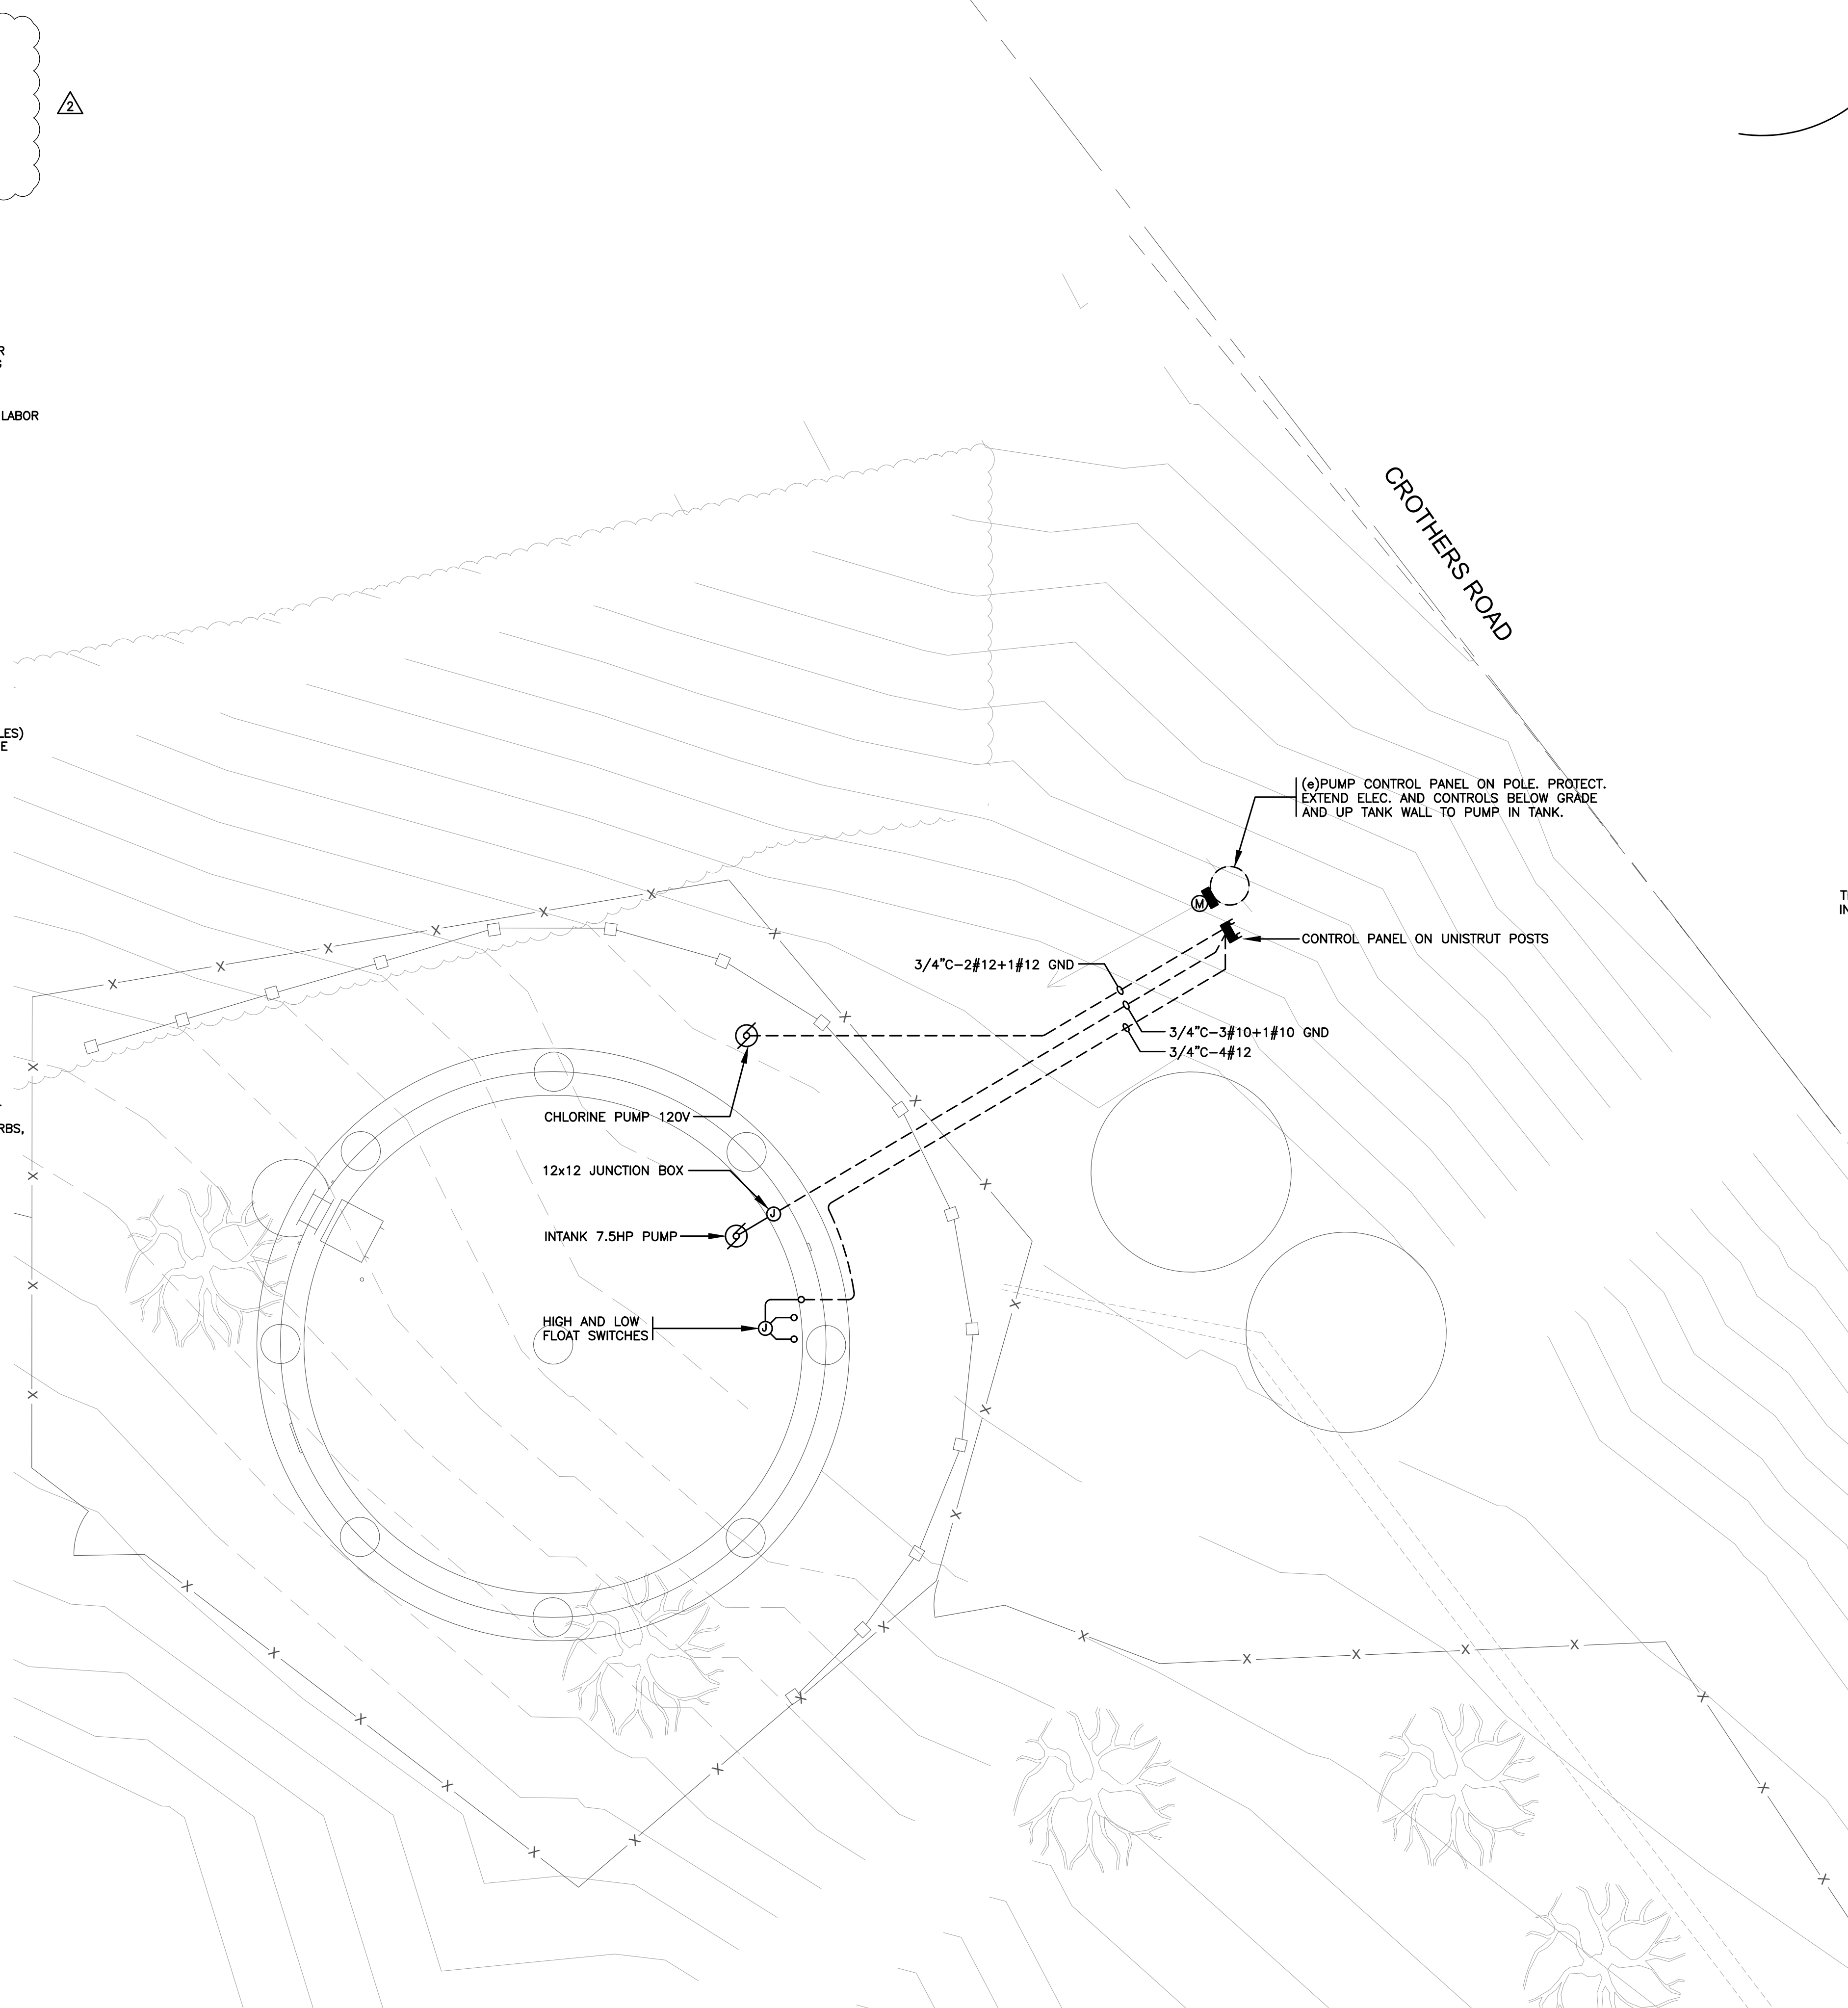 2
R
LABOR
CROTHERS ROAD
LES)
E
(e)PUMP CONTROL PANEL ON POLE. PROTECT.
EXTEND ELEC. AND CONTROLS BELOW GRADE
AND UP TANK WALL TO PUMP IN TANK.
M
CONTROL PANEL ON UNISTRUT POSTS
3/4"C-2#12+1#12 GND
3/4"C-3#10+1#10 GND
3/4"C-4#12
CHLORINE PUMP 120V
RBS,
12x12 JUNCTION BOX
J
INTANK 7.5HP PUMP
HIGH AND LOW
FLOAT SWITCHES
J